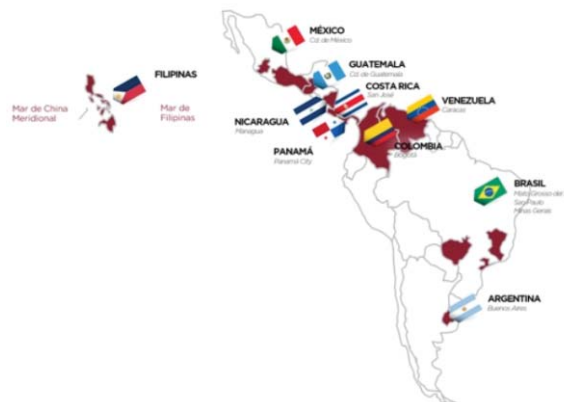 MÉXICO
Cd. de México
GUATEMALA
Cd. de Guatemala
COSTA RICA
San José
VENEZUELA
Caracas
NICARAGUA
Managua
PANAMÁ
Panamá City
COLOMBIA
Bogotá
FILIPINAS
Mar de China
Meridional
Mar de
Filipinas
BRASIL
Mato Grosso del
Sao Paulo
Minas Gerais
ARGENTINA
Buenos Aires